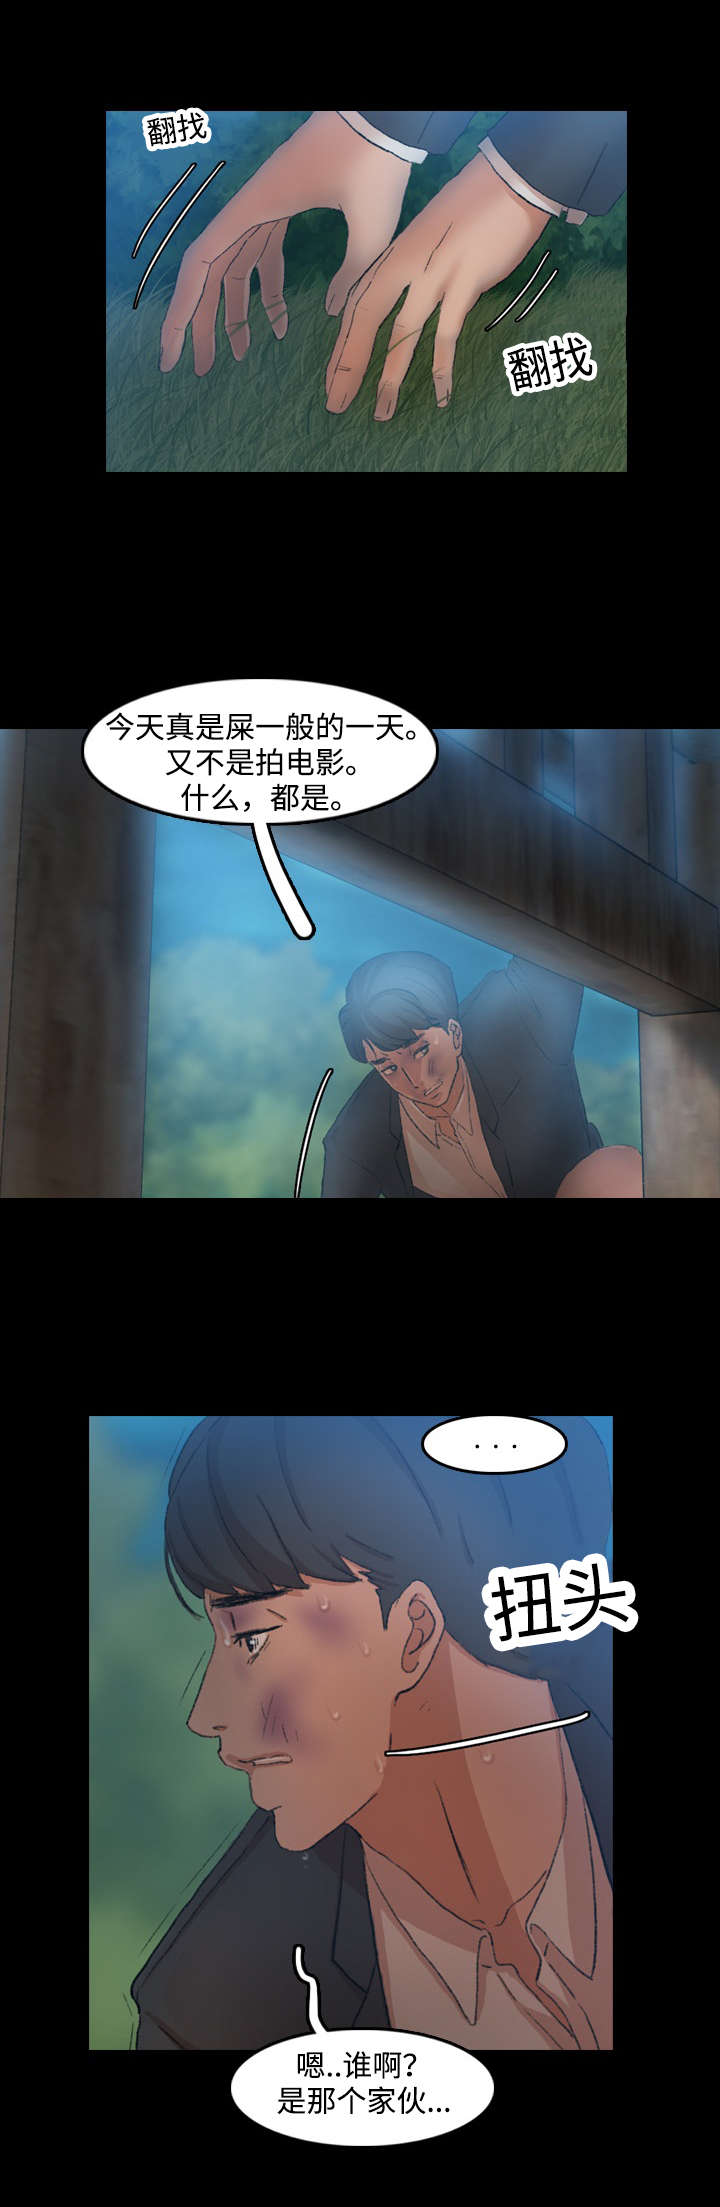 翻找
翻找
今天真是屎一般的一天。
又不是拍电影。
什么，都是。
...
扭头
嗯..谁啊？
是那个家伙...